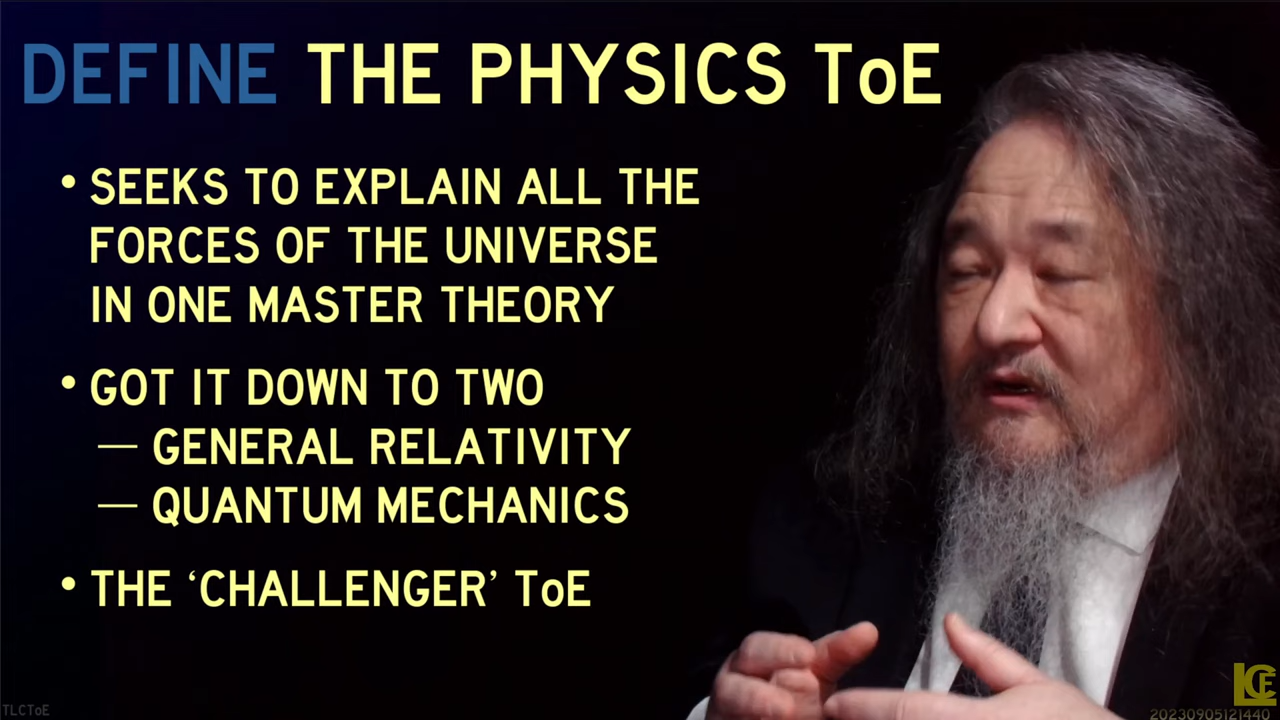 DEFINE THE PHYSICS ToE
• SEEKS TO EXPLAIN ALL THE
FORCES OF THE UNIVERSE
IN ONE MASTER THEORY
• GOT IT DOWN TO TWO
— GENERAL RELATIVITY
— QUANTUM MECHANICS
• THE ‘CHALLENGER’ ToE
TLCToE
20230905121440